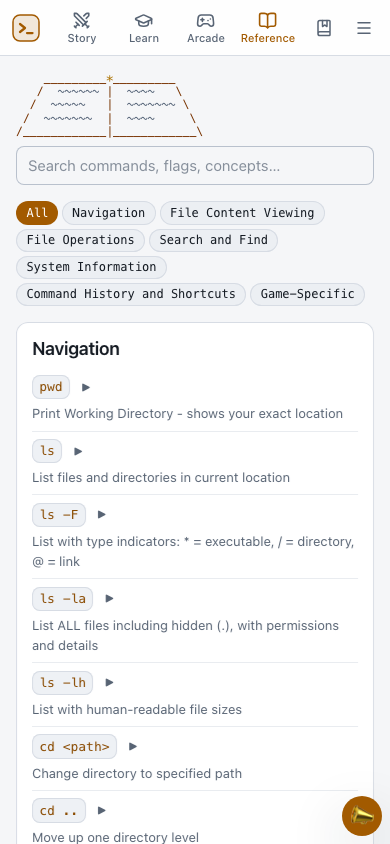 Story
Learn
Arcade
Reference
_________*_________
/ ~~~~~~ | ~~~~ \
/ ~~~~~ | ~~~~~~~ \
/ ~~~~~~~ | ~~~~ \
/___________|____________\
Search commands, flags, concepts...
All
Navigation
File Content Viewing
File Operations
Search and Find
System Information
Command History and Shortcuts
Game-Specific
Navigation
pwd ▶
Print Working Directory - shows your exact location
ls ▶
List files and directories in current location
ls -F ▶
List with type indicators: * = executable, / = directory,
@ = link
ls -la ▶
List ALL files including hidden (.), with permissions
and details
ls -lh ▶
List with human-readable file sizes
cd <path> ▶
Change directory to specified path
cd .. ▶
Move up one directory level